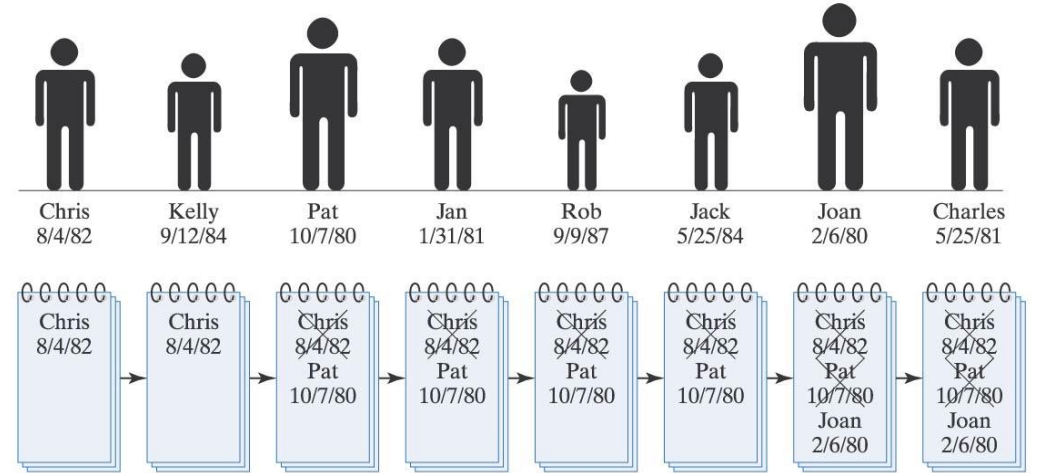 Chris
8/4/82
Kelly
9/12/84
Pat
10/7/80
Jan
1/31/81
Rob
9/9/87
Jack
5/25/84
Joan
2/6/80
Charles
5/25/81
Chris
8/4/82
Chris
8/4/82
Chris
8/4/82
Pat
10/7/80
Chris
8/4/82
Pat
10/7/80
Chris
8/4/82
Pat
10/7/80
Chris
8/4/82
Pat
10/7/80
Chris
8/4/82
Pat
10/7/80
Joan
2/6/80
Chris
8/4/82
Pat
10/7/80
Joan
2/6/80